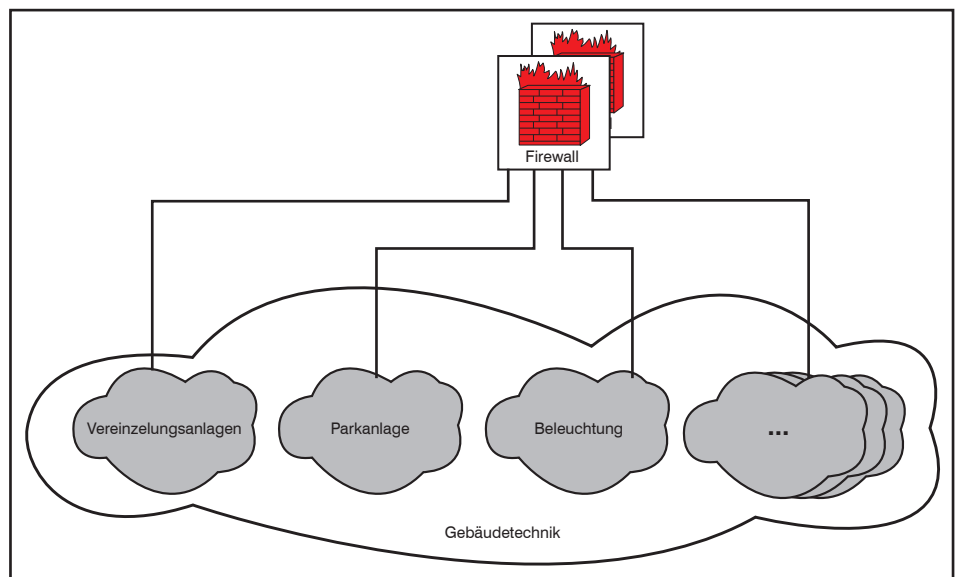 Firewall
Vereinzelungsanlagen
Parkanlage
Beleuchtung
...
Gebäudetechnik